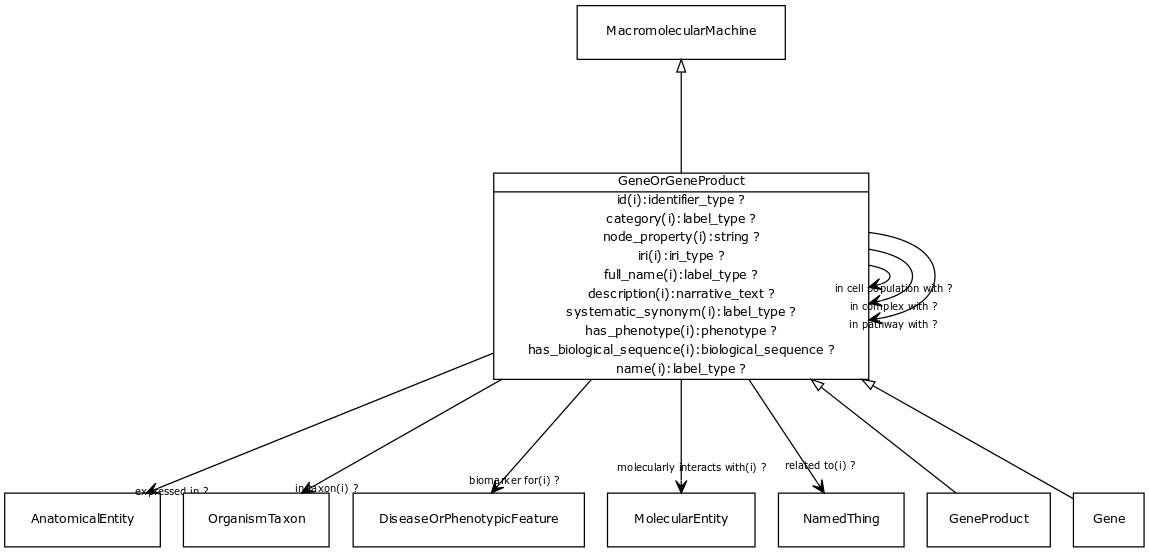 MacromolecularMachine
GeneOrGeneProduct
id(i):identifier_type ?
category(i):label_type ?
node_property(i):string ?
iri(i):iri_type ?
full_name(i):label_type ?
description(i):narrative_text ?
systematic_synonym(i):label_type ?
has_phenotype(i):phenotype ?
has_biological_sequence(i):biological_sequence ?
name(i):label_type ?
in cell population with ?
in complex with ?
in pathway with ?
expressed in ?
in taxon(i) ?
biomarker for(i) ?
molecularly interacts with(i) ?
related to(i) ?
AnatomicalEntity
OrganismTaxon
DiseaseOrPhenotypicFeature
MolecularEntity
NamedThing
GeneProduct
Gene